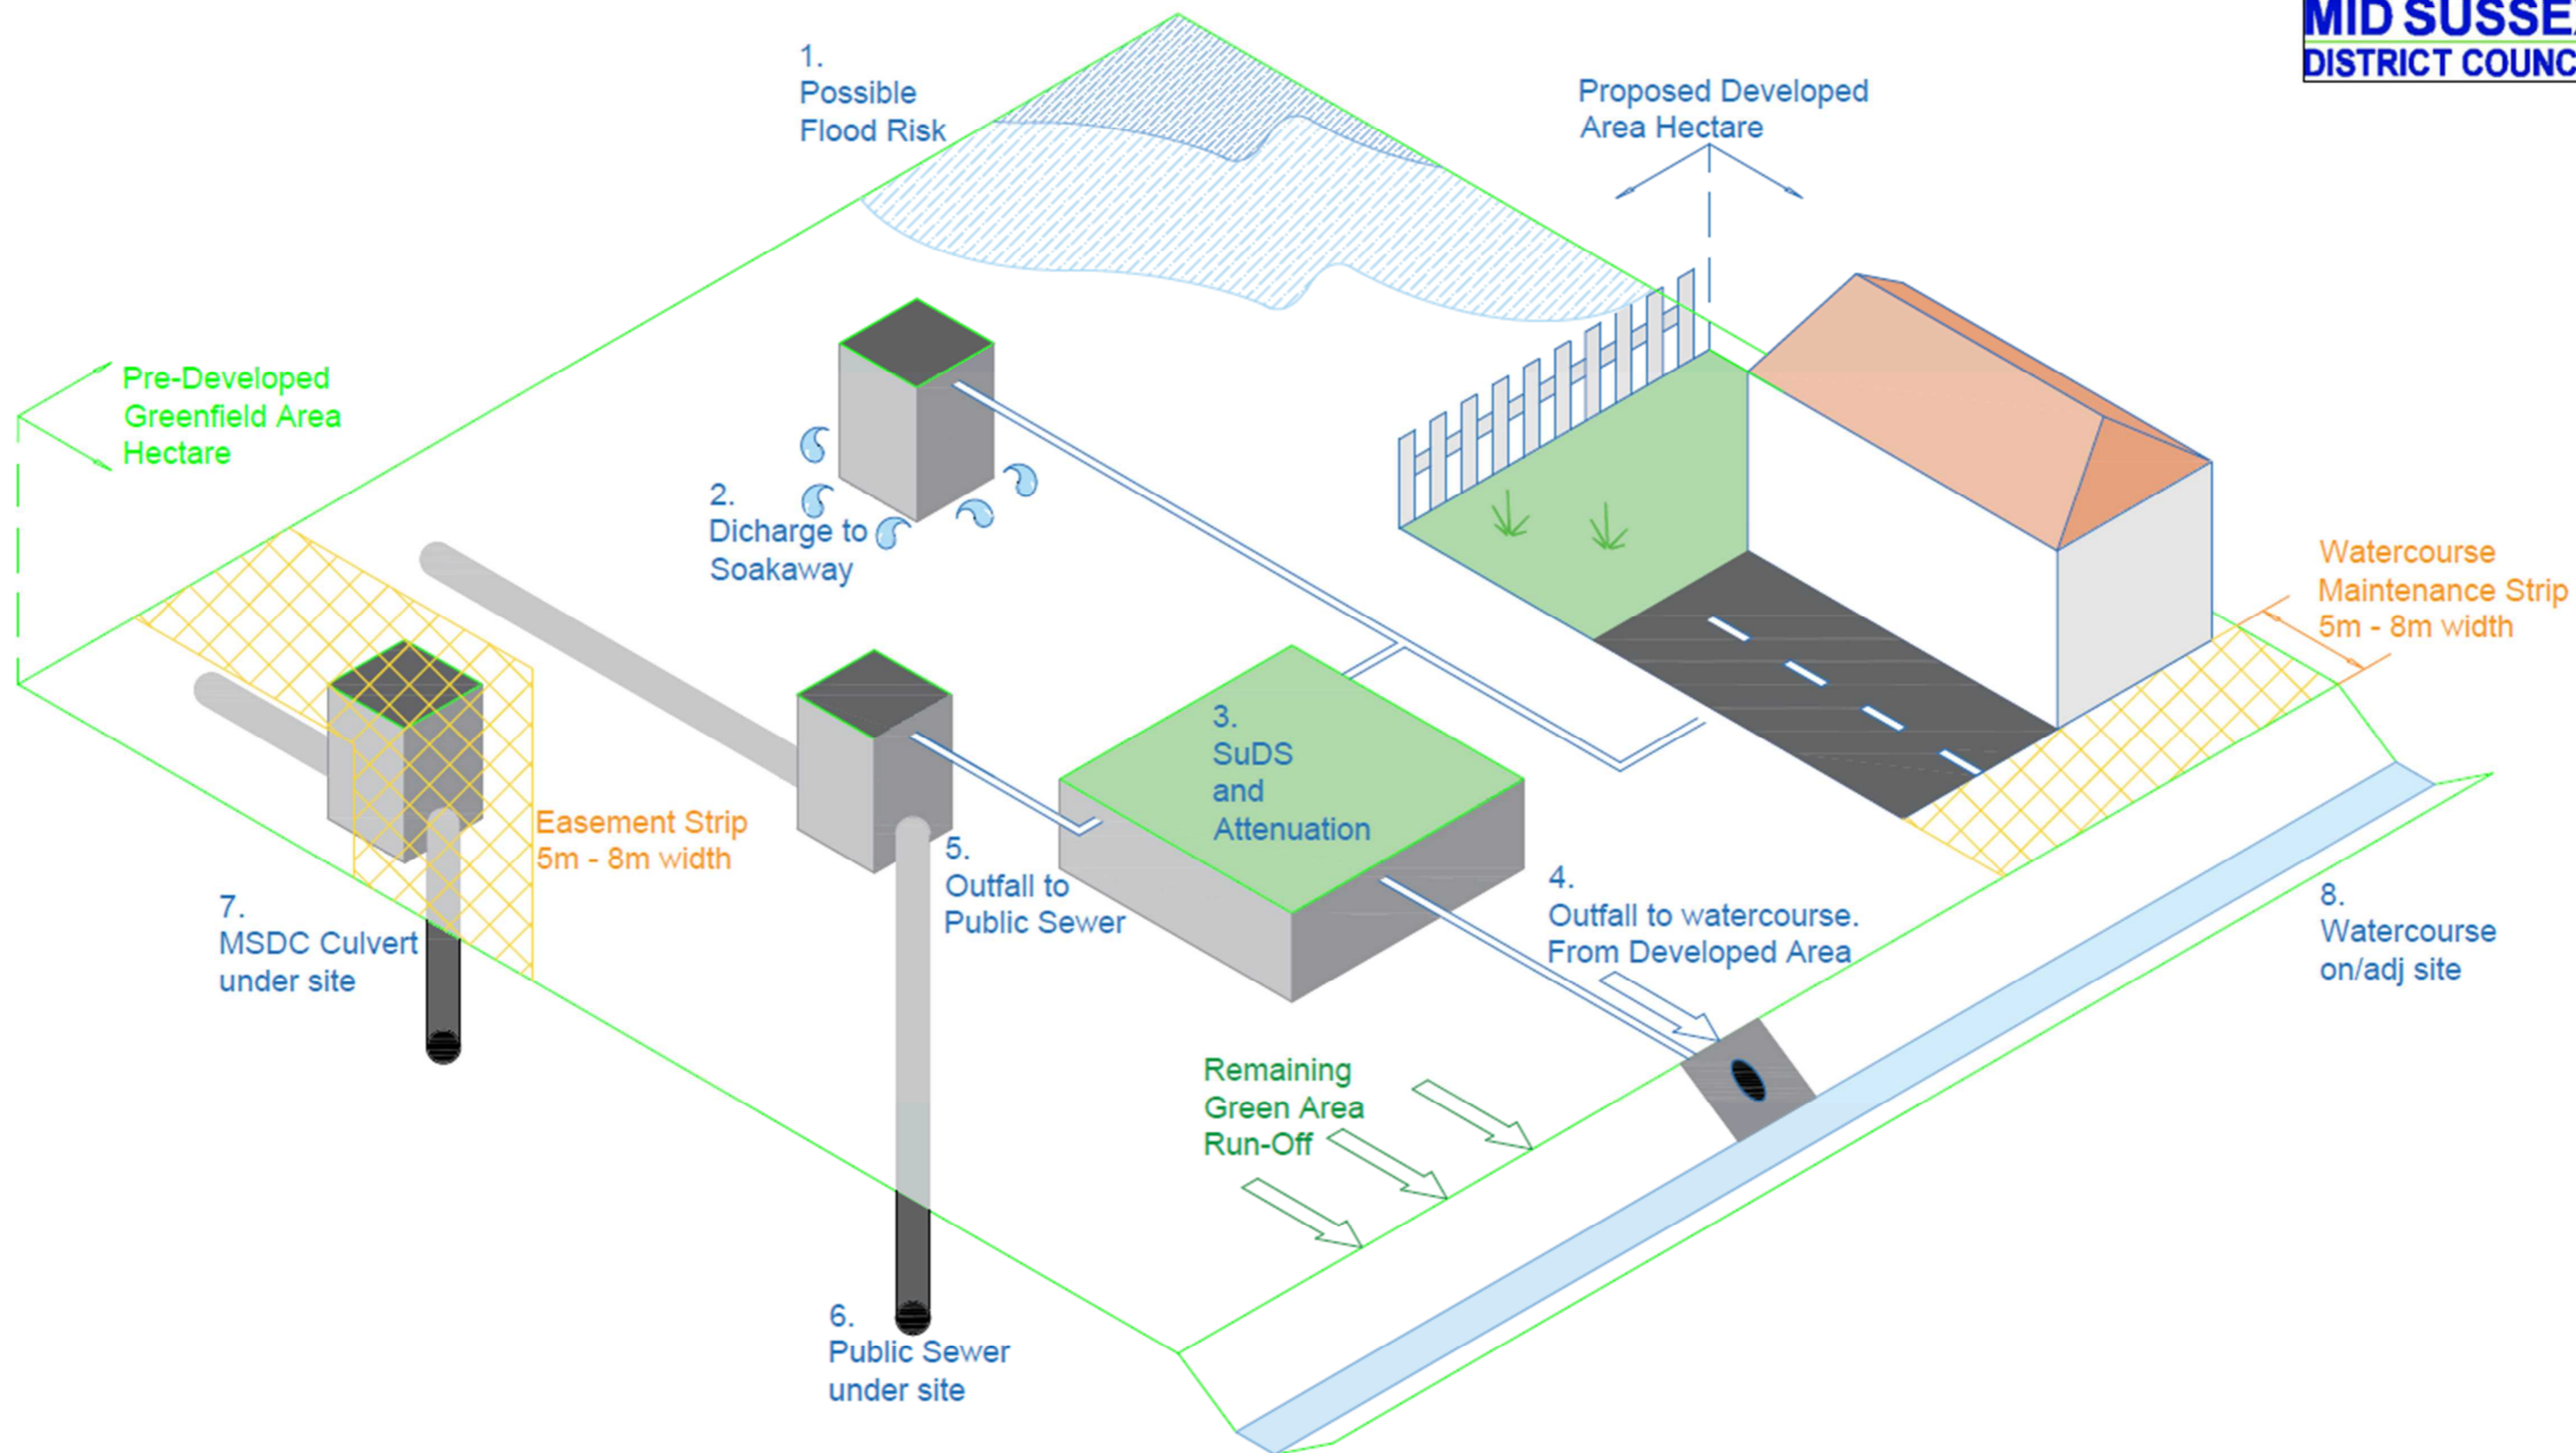 MID SUSSEX
DISTRICT COUNC
1.
Possible
Flood Risk
Proposed Developed
Area Hectare
Pre-Developed
Greenfield Area
Hectare
2.
Dicharge to
Soakaway
Watercourse
Maintenance Strip
5m - 8m width
3.
SuDS
and
Attenuation
Easement Strip
5m - 8m width
5.
Outfall to
Public Sewer
4.
Outfall to watercourse.
From Developed Area
7.
MSDC Culvert
under site
8.
Watercourse
on/adj site
Remaining
Green Area
Run-Off
6.
Public Sewer
under site